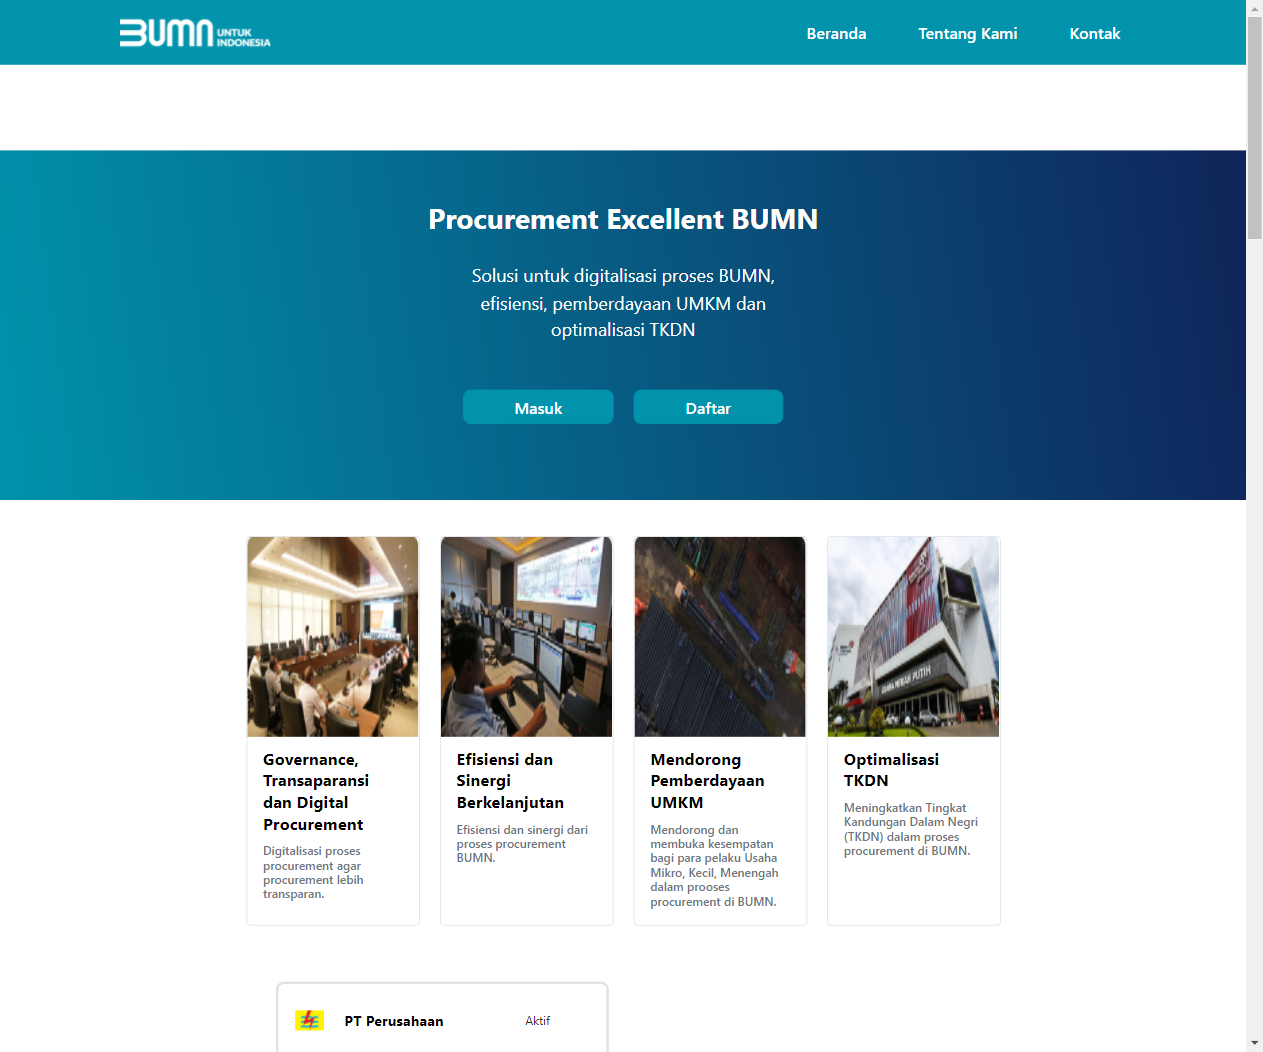 BUMN UNTUK INDONESIA
Beranda
Tentang Kami
Kontak
Procurement Excellent BUMN
Solusi untuk digitalisasi proses BUMN,
efisiensi, pemberdayaan UMKM dan
optimalisasi TKDN
Masuk
Daftar
GRAHA MERAH PUTIH
Governance,
Transaparansi
dan Digital
Procurement
Digitalisasi proses
procurement agar
procurement lebih
transparan.
Efisiensi dan
Sinergi
Berkelanjutan
Efisiensi dan sinergi dari
proses procurement
BUMN.
Mendorong
Pemberdayaan
UMKM
Mendorong dan
membuka kesempatan
bagi para pelaku Usaha
Mikro, Kecil, Menengah
dalam prooses
procurement di BUMN.
Optimalisasi
TKDN
Meningkatkan Tingkat
Kandungan Dalam Negri
(TKDN) dalam proses
procurement di BUMN.
PT Perusahaan
Aktif